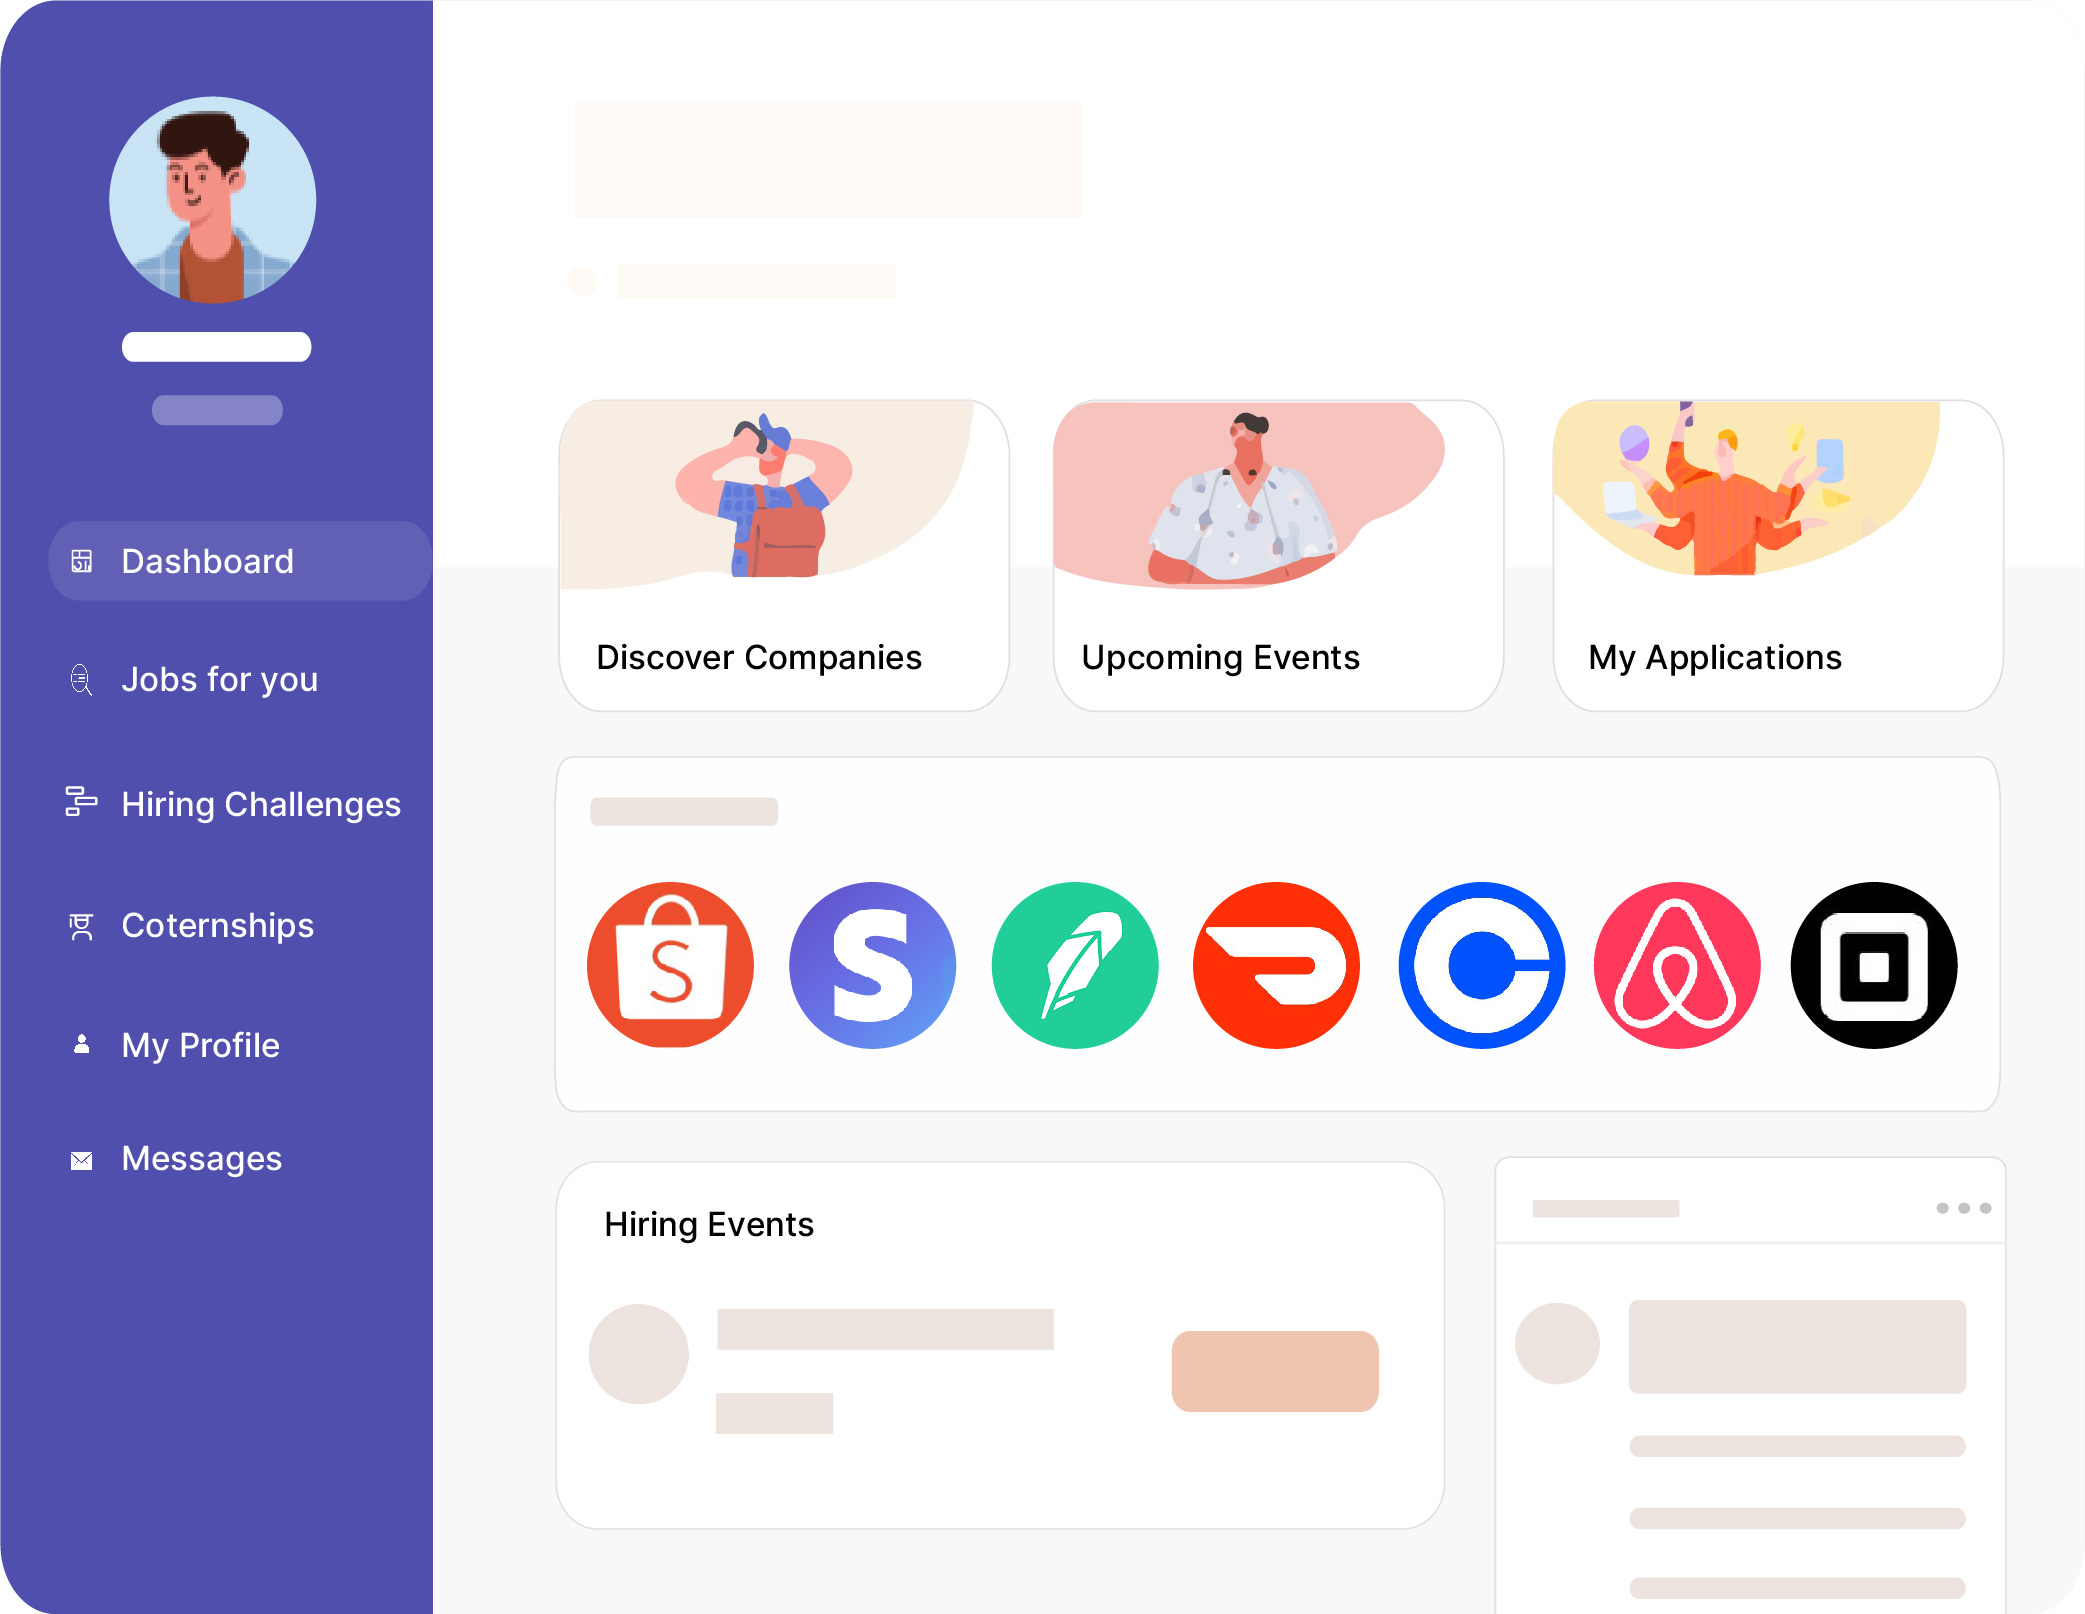 Dashboard
Jobs for you
Hiring Challenges
Coternships
My Profile
Messages
Discover Companies
Upcoming Events
My Applications
S
S
Hiring Events